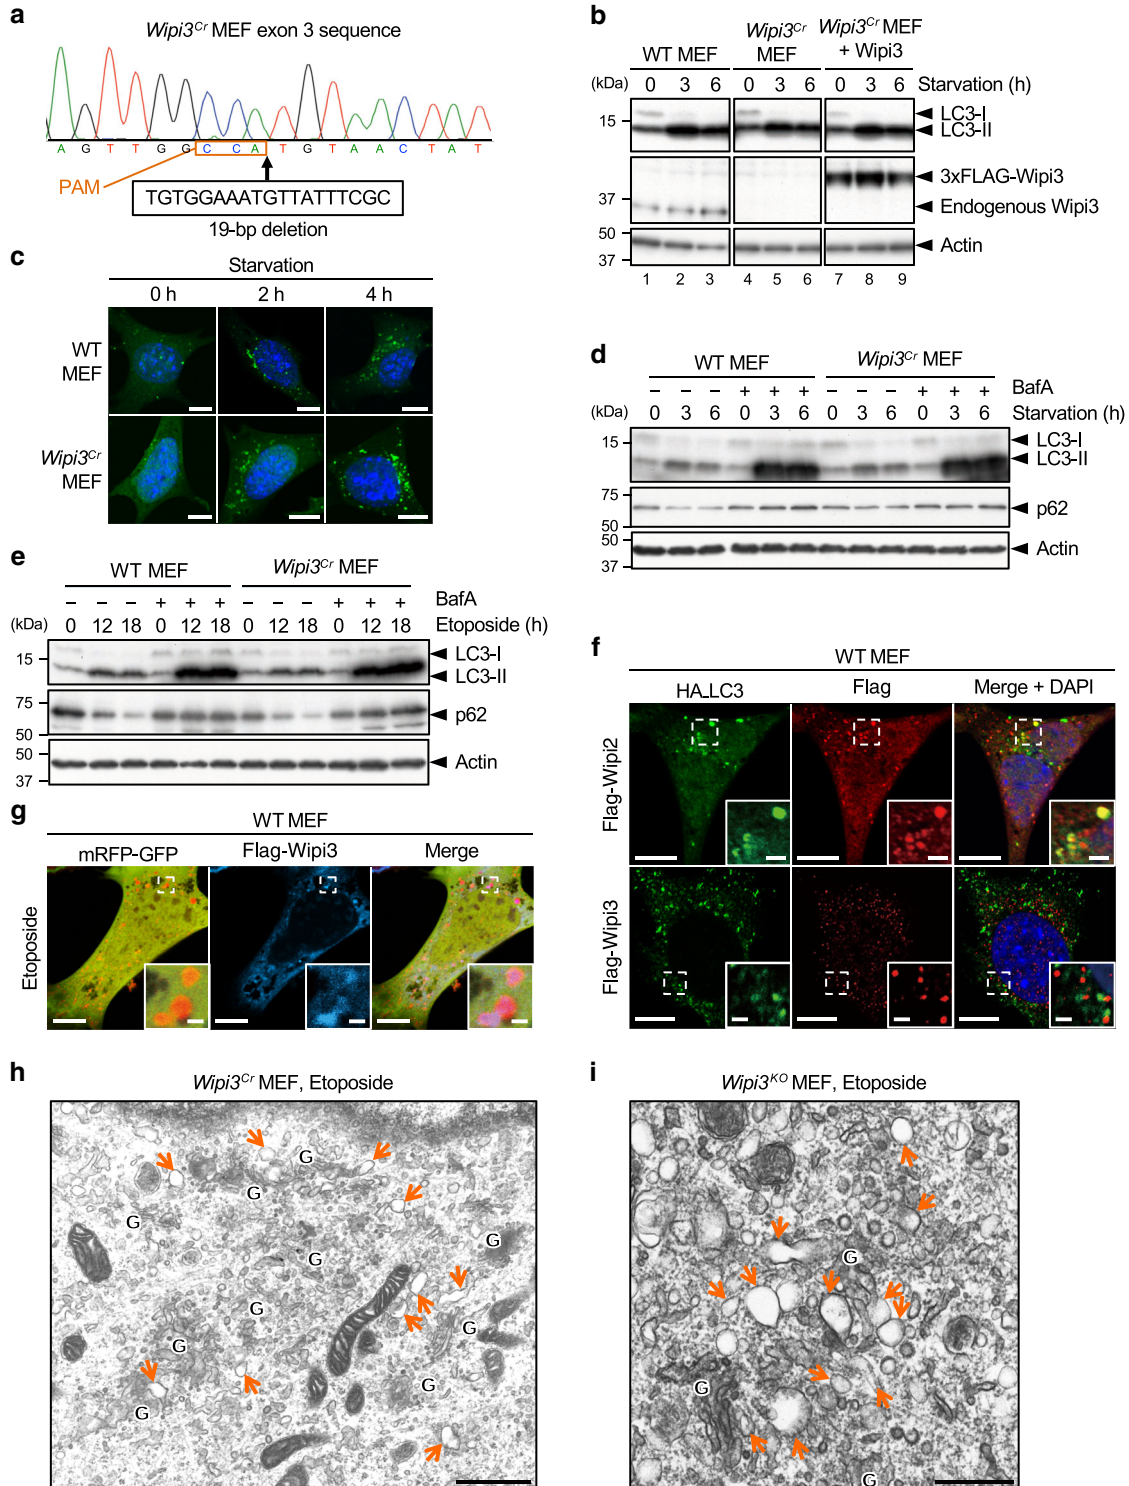 a
Wipi3Cr MEF exon 3 sequence
A G T T G G C C A T G T A A C T A T
PAM
TGTGGAAATGTTATTTCGC
19-bp deletion
b
WT MEF
Wipi3Cr MEF
Wipi3Cr MEF + Wipi3
(kDa) 0 3 6 0 3 6 0 3 6 Starvation (h)
15
LC3-I
LC3-II
3xFLAG-Wipi3
37
Endogenous Wipi3
50
37
Actin
1 2 3 4 5 6 7 8 9
c
Starvation
0 h 2 h 4 h
WT MEF
Wipi3Cr MEF
d
WT MEF Wipi3Cr MEF
– – – + + + – – – + + + BafA
(kDa) 0 3 6 0 3 6 0 3 6 0 3 6 Starvation (h)
15
LC3-I
LC3-II
75
50
p62
50
37
Actin
e
WT MEF Wipi3Cr MEF
– – – + + + – – – + + + BafA
(kDa) 0 12 18 0 12 18 0 12 18 0 12 18 Etoposide (h)
15
LC3-I
LC3-II
75
50
p62
50
37
Actin
f
WT MEF
HA-LC3 Flag Merge + DAPI
Flag-Wipi2
Flag-Wipi3
g
WT MEF
mRFP-GFP Flag-Wipi3 Merge
Etoposide
h
Wipi3Cr MEF, Etoposide
G
G
G
G
G
G
G
G
G
i
Wipi3KO MEF, Etoposide
G
G
G